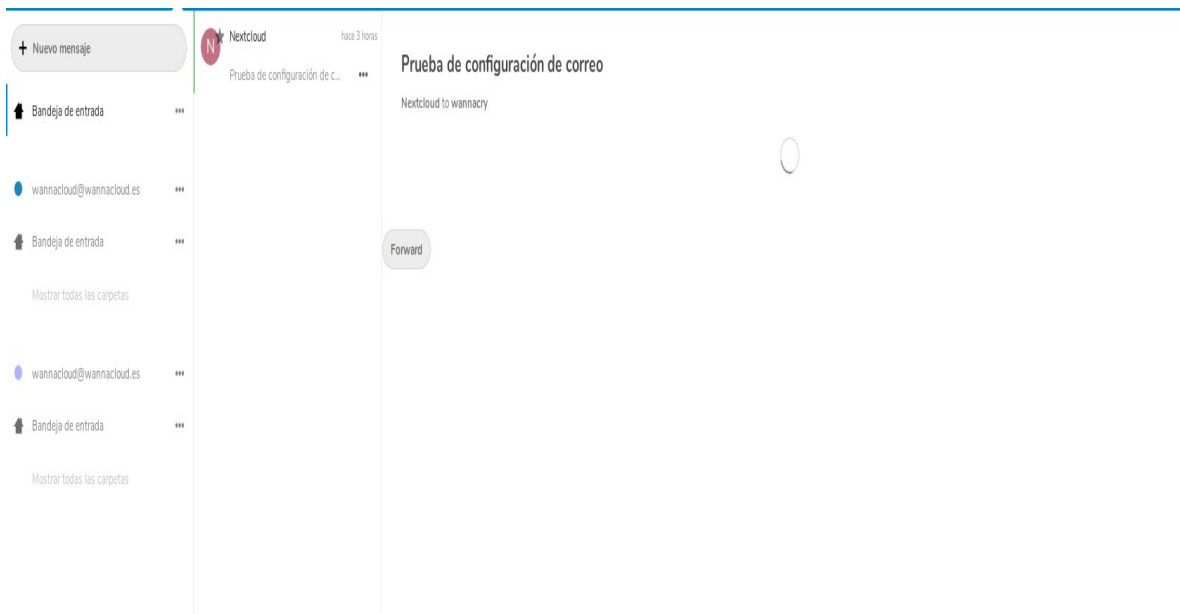 + Nuevo mensaje
Bandeja de entrada
wannacloud@wannacloud.es
Bandeja de entrada
Mostrar todas las carpetas
wannacloud@wannacloud.es
Bandeja de entrada
Mostrar todas las carpetas
N
Nextcloud hace 3 horas
Prueba de configuración de c...
Prueba de configuración de correo
Nextcloud to wannacry
Forward